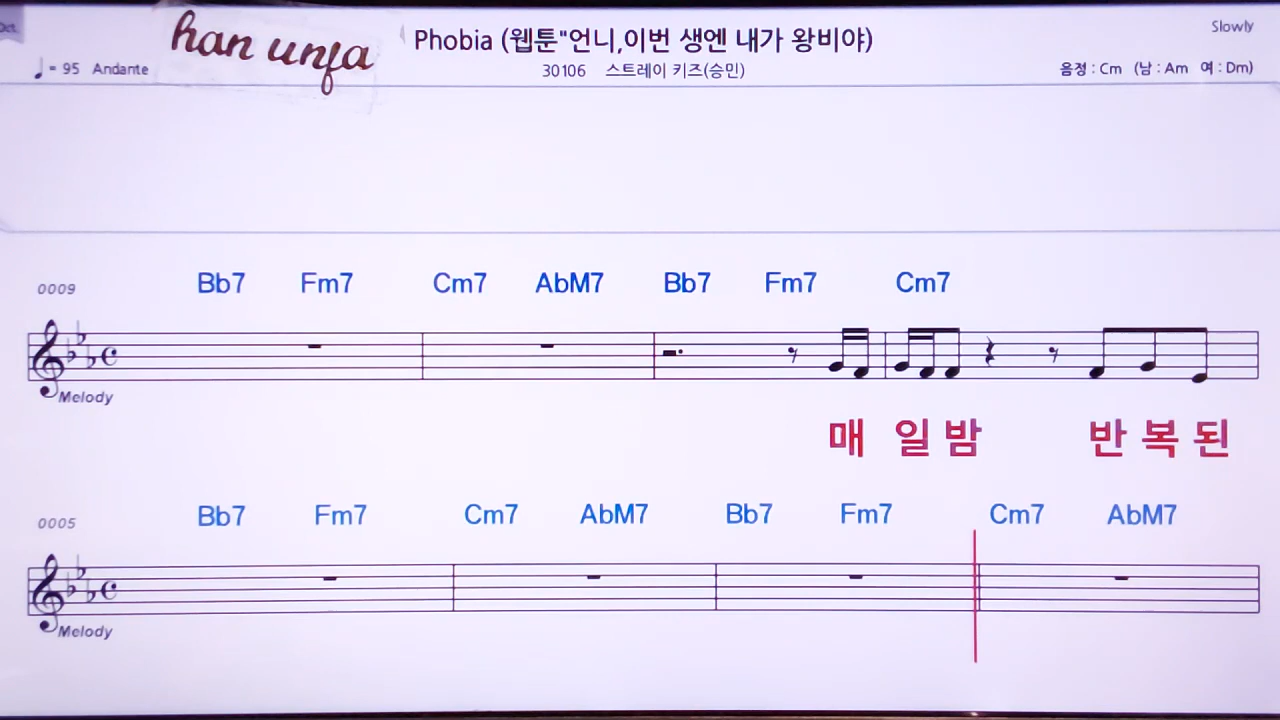 han unfa
Phobia (웹툰"언니,이번 생엔 내가 왕비야)
Slowly
= 95 Andante
30106 스트레이 키즈(승민)
음정 : Cm (남 : Am 여 : Dm)
0009 Bb7 Fm7 Cm7 AbM7 Bb7 Fm7 Cm7
Melody
매 일 밤 반 복 된
0005 Bb7 Fm7 Cm7 AbM7 Bb7 Fm7 Cm7 AbM7
Melody